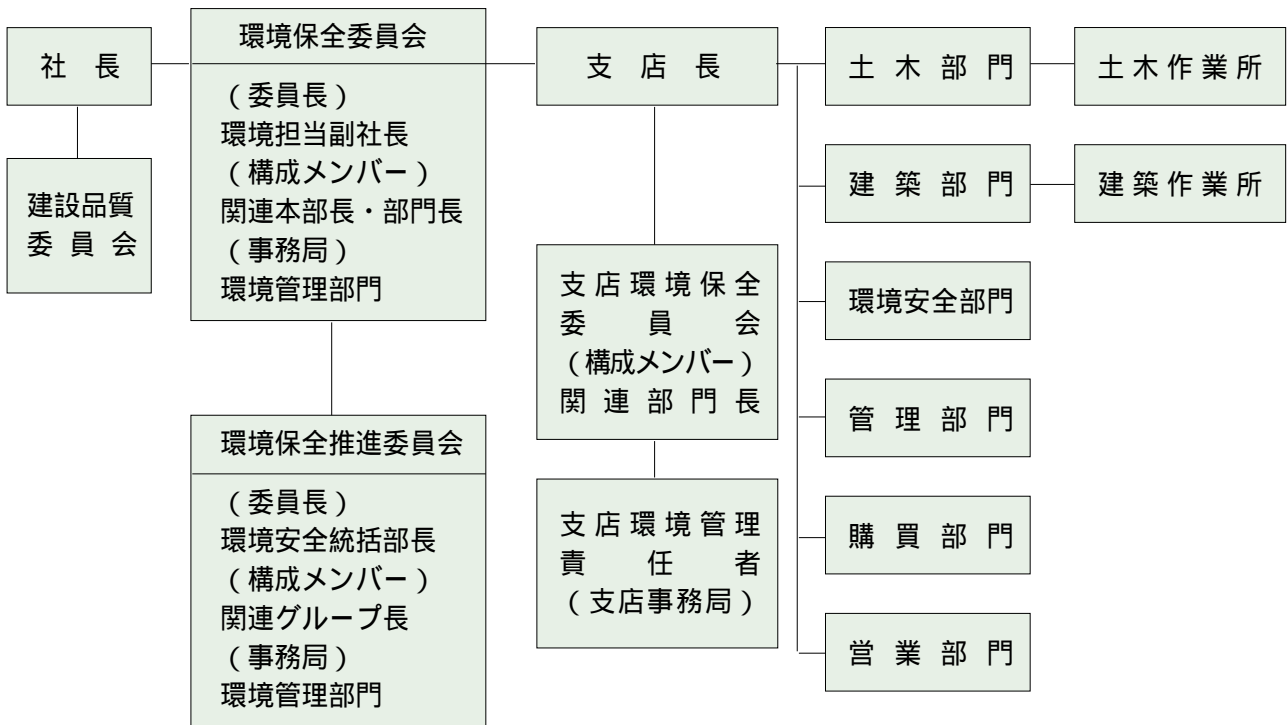 社長
建設品質
委員会
環境保全委員会
（委員長）
環境担当副社長
（構成メンバー）
関連本部長・部門長
（事務局）
環境管理部門
環境保全推進委員会
（委員長）
環境安全統括部長
（構成メンバー）
関連グループ長
（事務局）
環境管理部門
支店長
支店環境保全
委員会
（構成メンバー）
関連部門長
支店環境管理
責任者
（支店事務局）
土木部門
土木作業所
建築部門
建築作業所
環境安全部門
管理部門
購買部門
営業部門